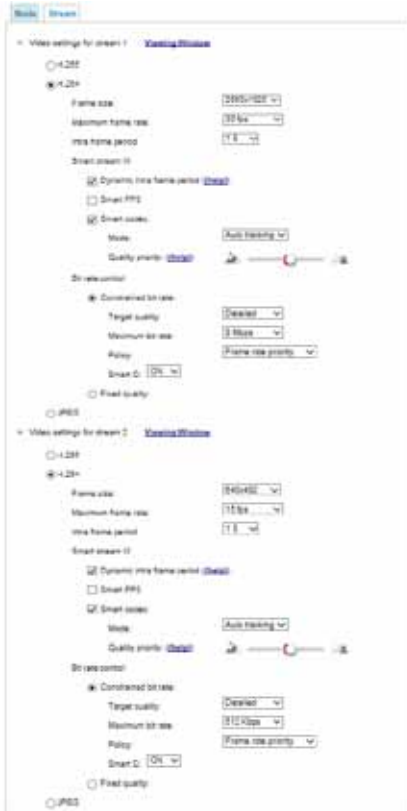 Mode Stream
Video settings for stream 1 Viewing Window
H.265
H.264
Frame size: 2560x1920
Maximum frame rate: 30 fps
Intra frame period: 1 S
Smart stream III
Dynamic intra frame period (Help)
Smart FPS
Smart codec:
Mode: Auto tracking
Quality priority: (Help)
Bit rate control
Constrained bit rate:
Target quality: Detailed
Maximum bit rate:
Policy: Frame rate priority
Smart Q: ON
Fixed quality:
JPEG
Video settings for stream 2 Viewing Window
H.265
H.264
Frame size:
Maximum frame rate: 15 fps
Intra frame period: 1 S
Smart stream III
Dynamic intra frame period (Help)
Smart FPS
Smart codec:
Mode: Auto tracking
Quality priority: (Help)
Bit rate control
Constrained bit rate:
Target quality: Detailed
Maximum bit rate: 512 Kbps
Policy: Frame rate priority
Smart Q: ON
Fixed quality:
JPEG